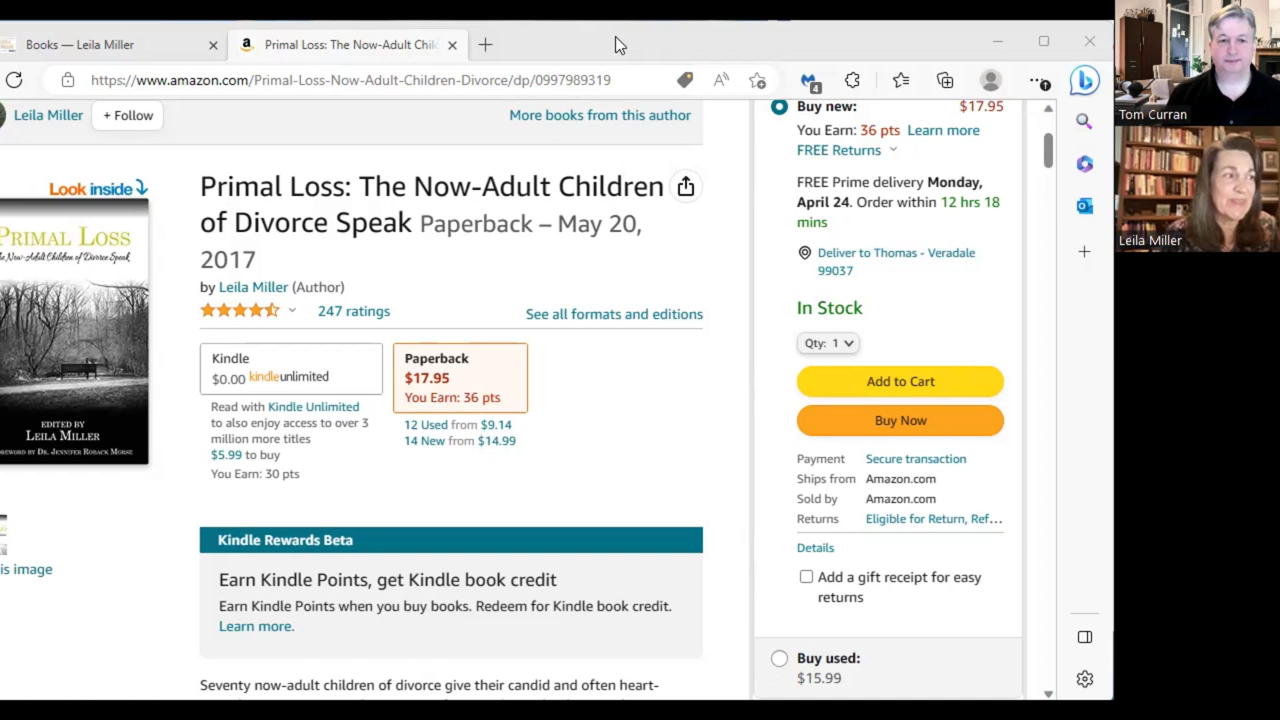 Books — Leila Miller
Primal Loss: The Now-Adult Chil
https://www.amazon.com/Primal-Loss-Now-Adult-Children-Divorce/dp/0997989319
4
Leila Miller
+ Follow
More books from this author
Look inside
PRIMAL LOSS
Now-Adult Children of Divorce Speak
EDITED BY
LEILA MILLER
FOREWORD BY DR. JENNIFER ROBACK MORSE
is image
Primal Loss: The Now-Adult Children
of Divorce Speak Paperback – May 20,
2017
by Leila Miller (Author)
247 ratings
See all formats and editions
Kindle
$0.00 kindleunlimited
Read with Kindle Unlimited
to also enjoy access to over 3
million more titles
$5.99 to buy
You Earn: 30 pts
Paperback
$17.95
You Earn: 36 pts
12 Used from $9.14
14 New from $14.99
Kindle Rewards Beta
Earn Kindle Points, get Kindle book credit
Earn Kindle Points when you buy books. Redeem for Kindle book credit.
Learn more.
Seventy now-adult children of divorce give their candid and often heart-
Buy new: $17.95
You Earn: 36 pts Learn more
FREE Returns
FREE Prime delivery Monday,
April 24. Order within 12 hrs 18
mins
Deliver to Thomas - Veradale
99037
In Stock
Qty: 1
Add to Cart
Buy Now
Payment Secure transaction
Ships from Amazon.com
Sold by Amazon.com
Returns Eligible for Return, Ref…
Details
Add a gift receipt for easy
returns
Buy used:
$15.99
Tom Curran
Leila Miller